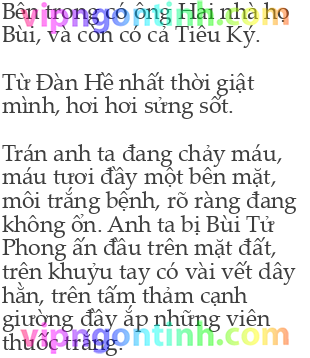 Bên trong có ông Hai nhà họ
Bùi, và còn có cả Tiêu Ký.
Từ Đàn Hề nhất thời giật
mình, hơi hơi sửng sốt.
Trán anh ta đang chảy máu,
máu tươi đầy một bên mặt,
môi trắng bệnh, rõ ràng đang
không ổn. Anh ta bị Bùi Tử
Phong ấn đầu trên mặt đất,
trên khuỷu tay có vài vết dây
hằn, trên tấm thảm cạnh
giường đầy ắp những viên
thuốc trắng.
vipngontinh.com
vipngontinh.com
vipngontinh.com